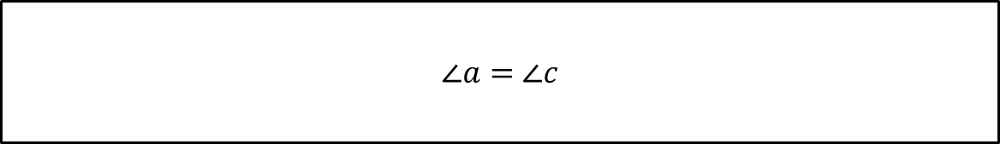 ∠a = ∠c